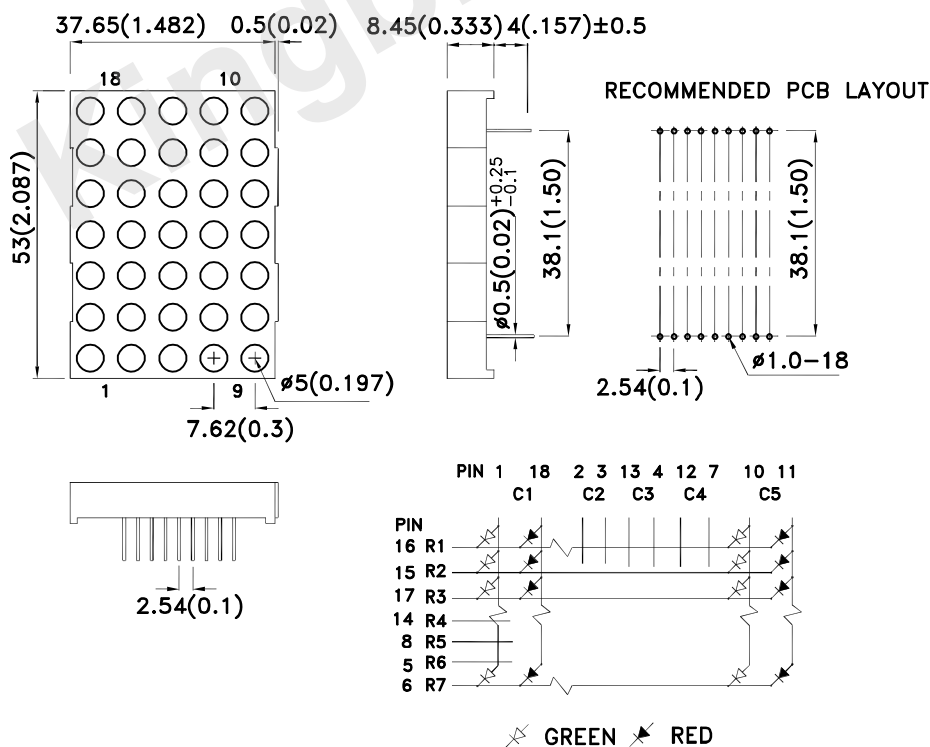 37.65(1.482) 0.5(0.02) 8.45(0.333) 4(.157)±0.5
18 10
RECOMMENDED PCB LAYOUT
53(2.087)
ø0.5(0.02)+0.25 -0.1
38.1(1.50)
38.1(1.50)
1 9
ø5(0.197)
7.62(0.3)
ø1.0-18
2.54(0.1)
2.54(0.1)
PIN 1 18 2 3 13 4 12 7 10 11
C1 C2 C3 C4 C5
PIN
16 R1
15 R2
17 R3
14 R4
8 R5
5 R6
6 R7
GREEN RED